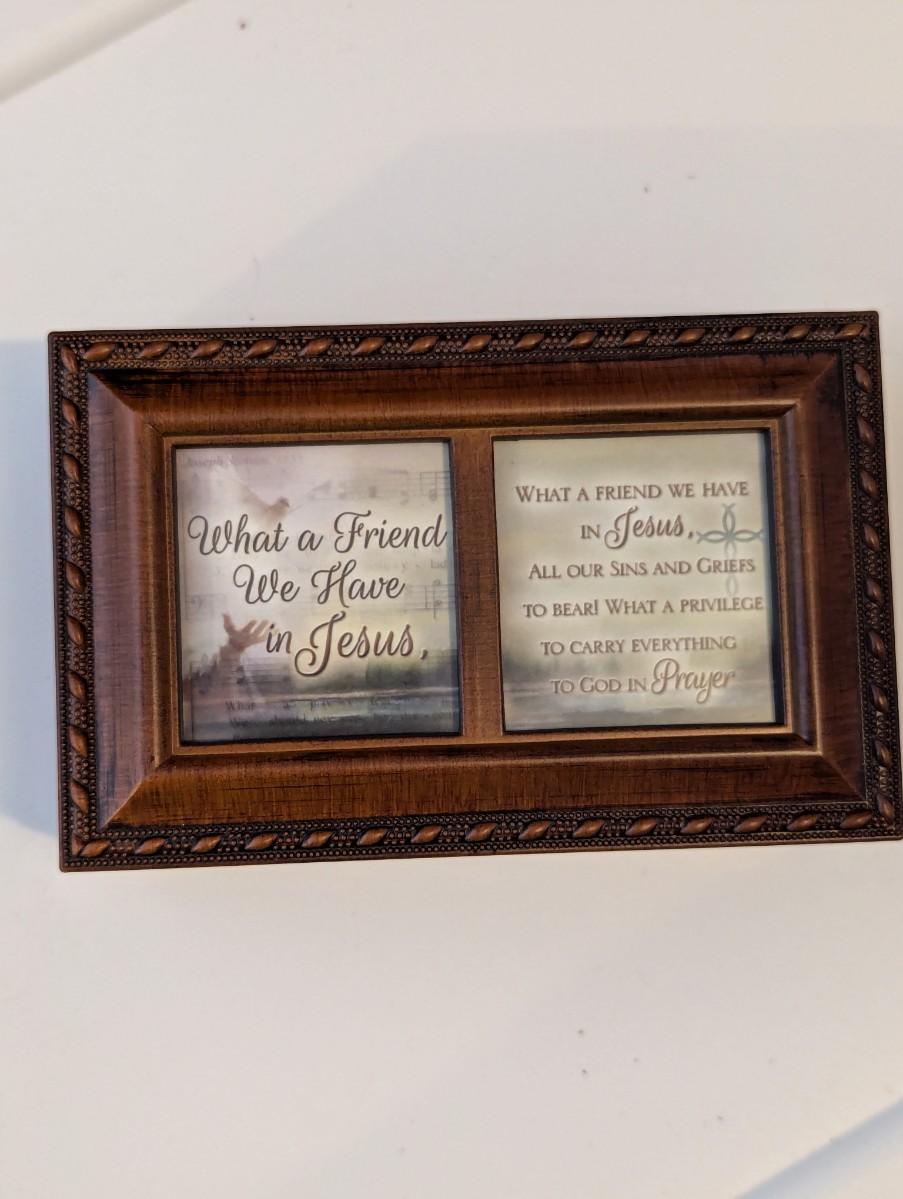 What a Friend
We Have
in Jesus,
WHAT A FRIEND WE HAVE
IN Jesus,
ALL OUR SINS AND GRIEFS
TO BEAR! WHAT A PRIVILEGE
TO CARRY EVERYTHING
TO GOD IN Prayer